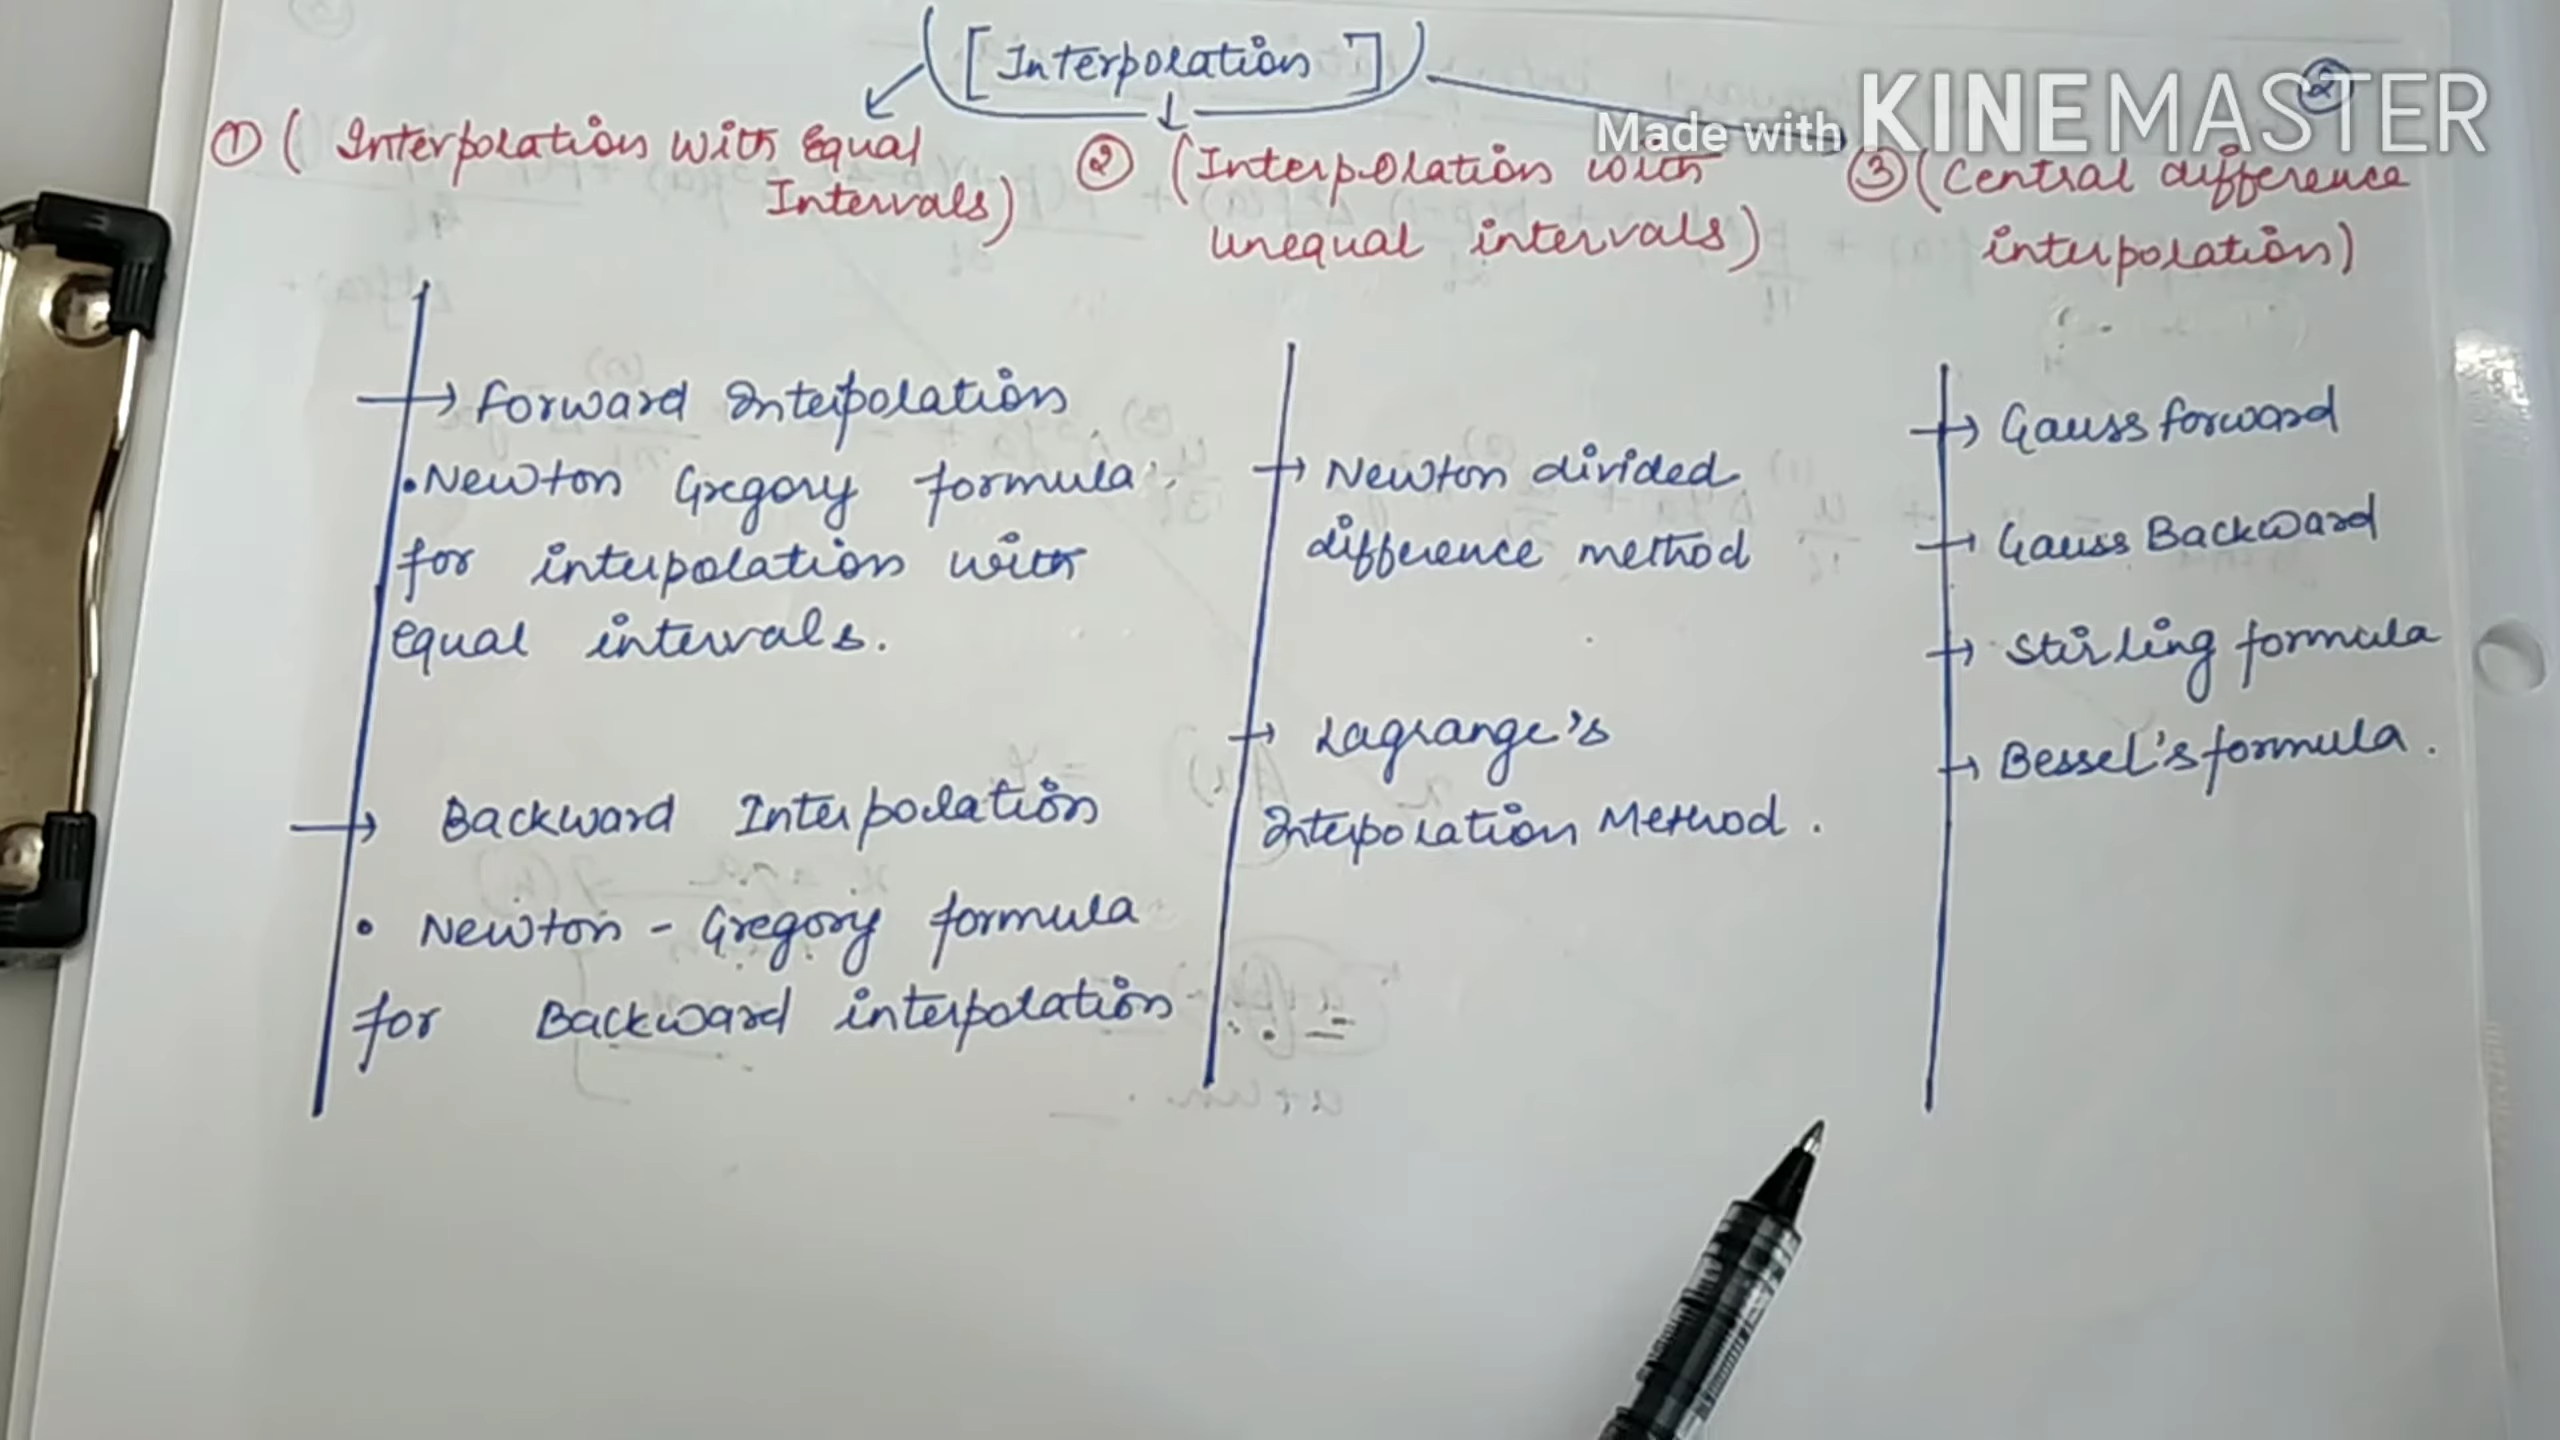 [Interpolation]
②
Made with KINEMASTER
① ( Interpolation with Equal
Intervals)
② (Interpolation with
unequal intervals)
③ (Central difference
interpolation)
→ Forward Interpolation
• Newton Gregory formula
for interpolation with
equal intervals.
→ Backward Interpolation
• Newton - Gregory formula
for Backward interpolation
→ Newton divided
difference method
→ Lagrange's
Interpolation Method .
→ Gauss forward
→ Gauss Backward
→ Stirling formula
→ Bessel's formula .